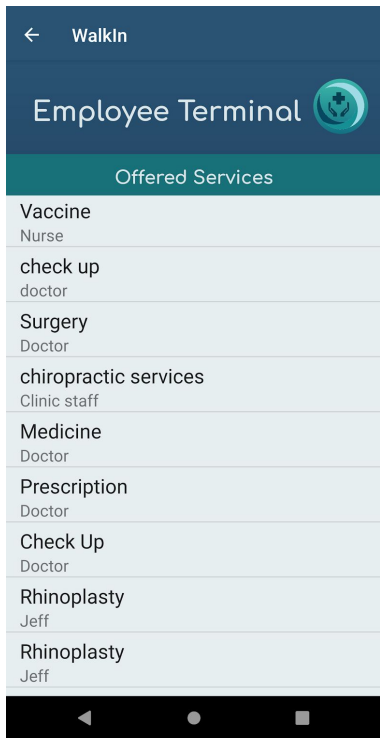 WalkIn
Employee Terminal
Offered Services
Vaccine
Nurse
check up
doctor
Surgery
Doctor
chiropractic services
Clinic staff
Medicine
Doctor
Prescription
Doctor
Check Up
Doctor
Rhinoplasty
Jeff
Rhinoplasty
Jeff